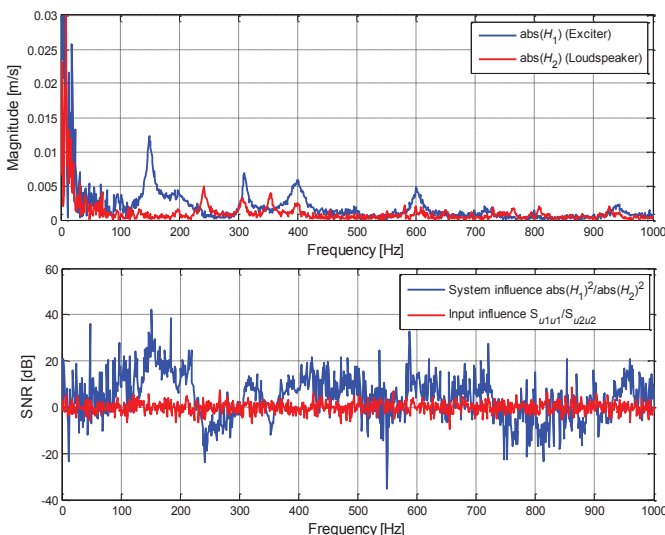 0.03
0.025
0.02
0.015
0.01
0.005
0
Magnitude [m/s]
abs(H1) (Exciter)
abs(H2) (Loudspeaker)
0 100 200 300 400 500 600 700 800 900 1000
Frequency [Hz]
60
40
20
0
-20
-40
SNR [dB]
System influence abs(H1)²/abs(H2)²
Input influence Su1u1/Su2u2
0 100 200 300 400 500 600 700 800 900 1000
Frequency [Hz]